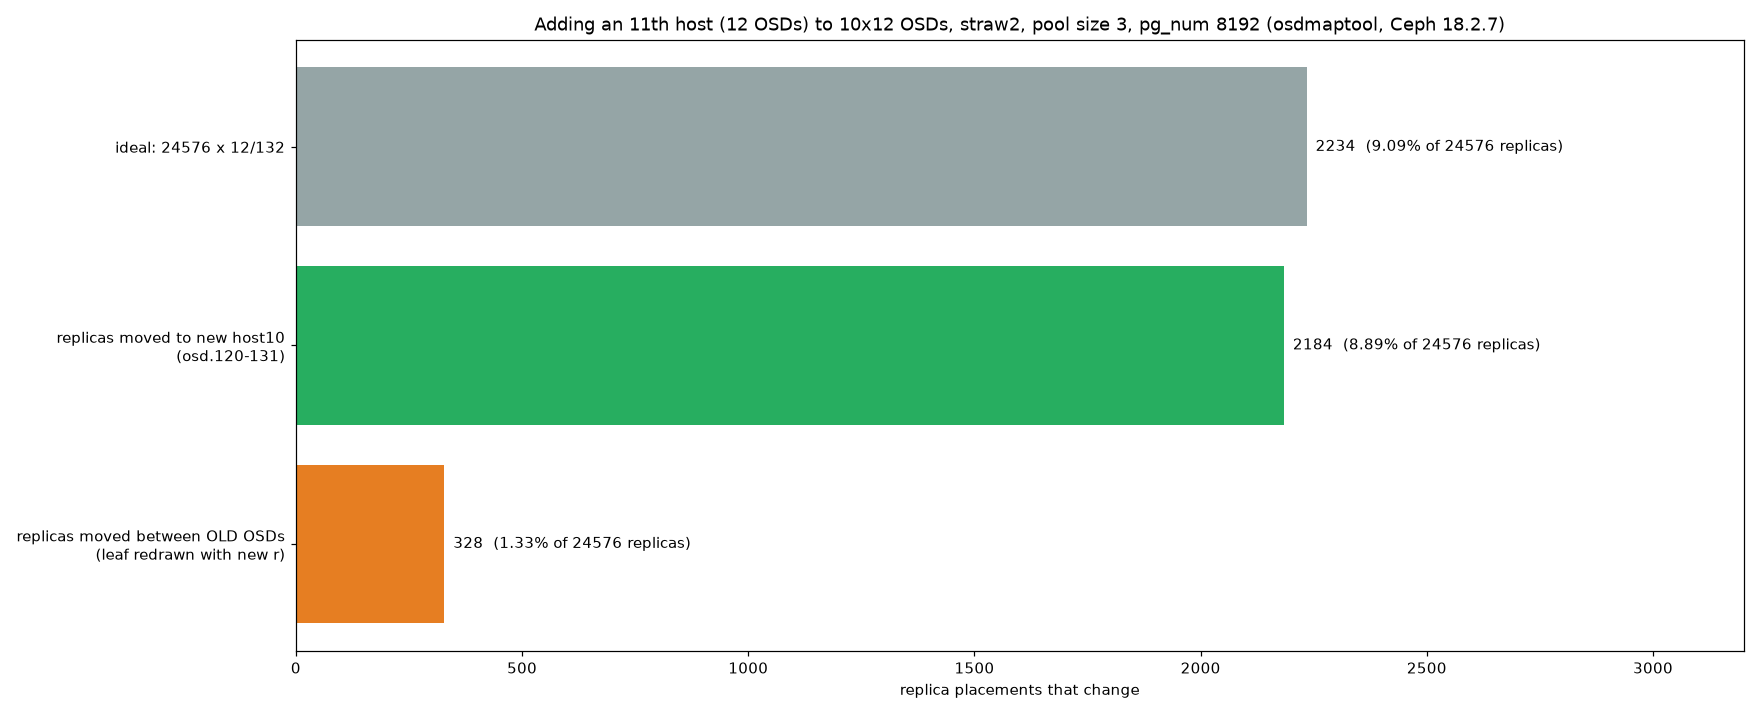 Adding an 11th host (12 OSDs) to 10x12 OSDs, straw2, pool size 3, pg_num 8192 (osdmaptool, Ceph 18.2.7)
ideal: 24576 x 12/132
2234  (9.09% of 24576 replicas)
replicas moved to new host10
(osd.120-131)
2184  (8.89% of 24576 replicas)
replicas moved between OLD OSDs
(leaf redrawn with new r)
328  (1.33% of 24576 replicas)
0 500 1000 1500 2000 2500 3000
replica placements that change